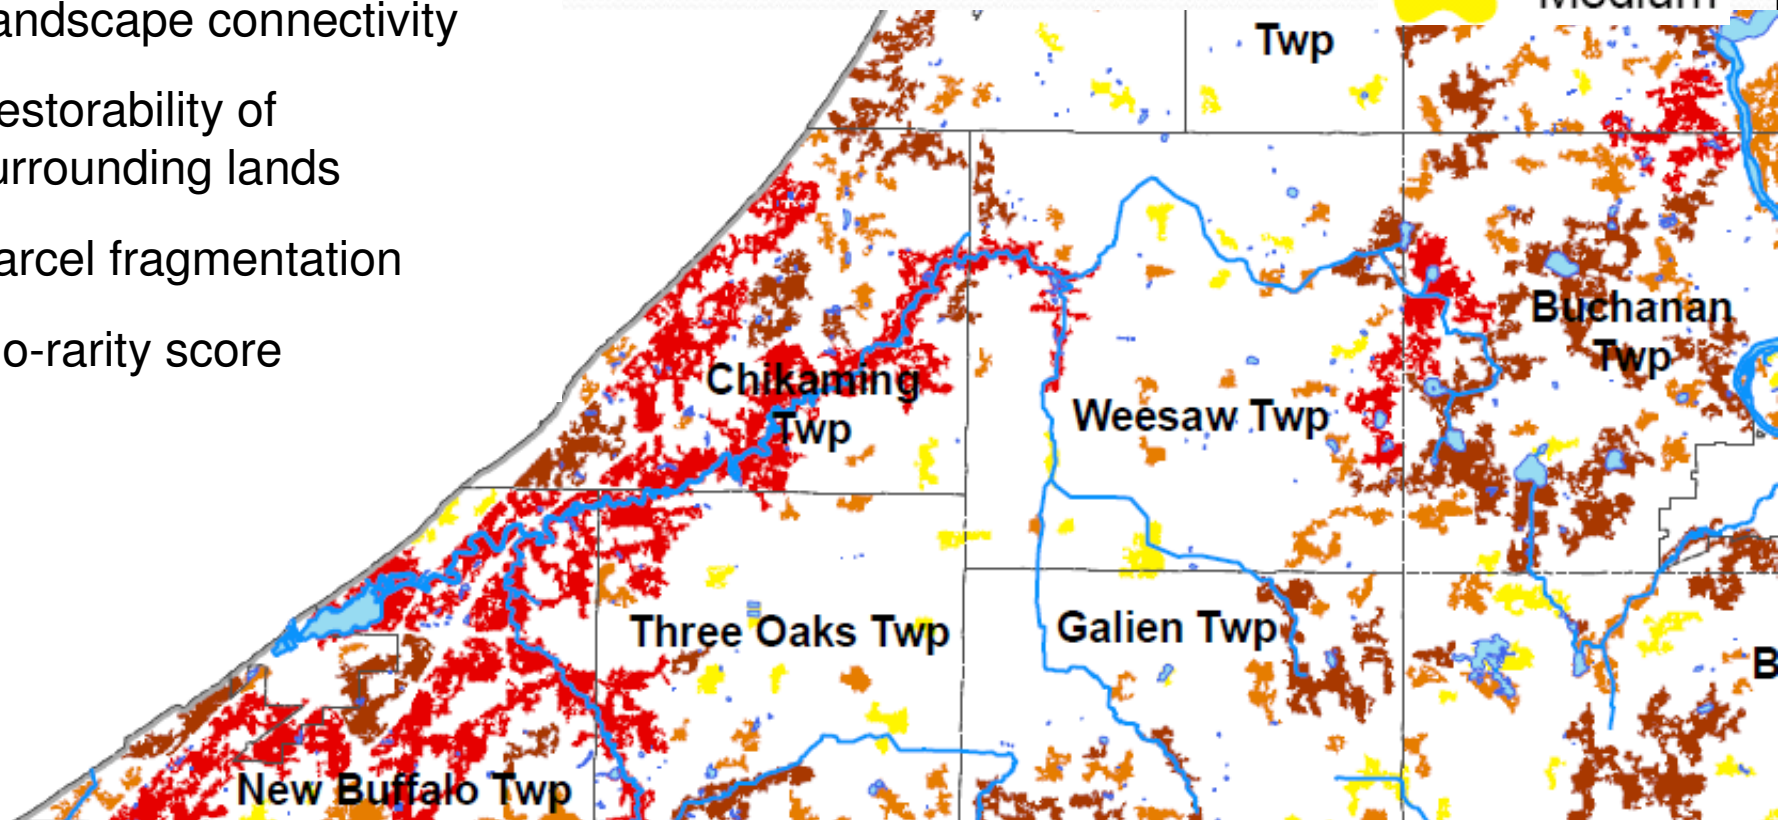 andscape connectivity
estorability of
urrounding lands
arcel fragmentation
o-rarity score
Medium
Twp
Chikaming
Twp
Weesaw Twp
Buchanan
Twp
Three Oaks Twp
Galien Twp
B
New Buffalo Twp